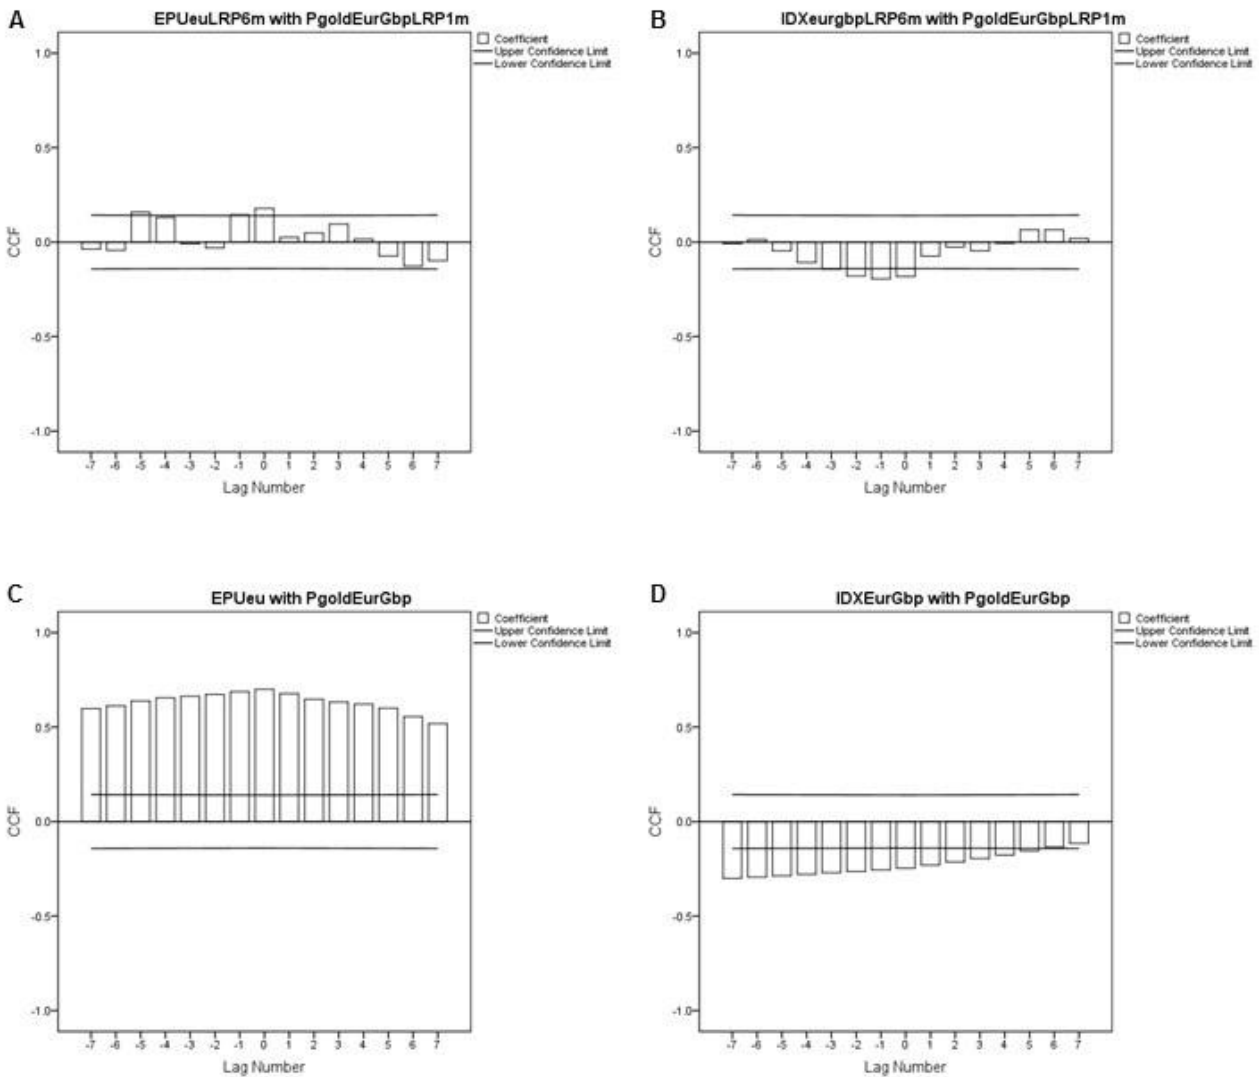 A
EPUeuLRP6m with PgoldEurGbpLRP1m
Coefficient
Upper Confidence Limit
Lower Confidence Limit
1.0
0.5
0.0
-0.5
-1.0
CCF
-7 -6 -5 -4 -3 -2 -1 0 1 2 3 4 5 6 7
Lag Number
B
IDXeurgbpLRP6m with PgoldEurGbpLRP1m
Coefficient
Upper Confidence Limit
Lower Confidence Limit
1.0
0.5
0.0
-0.5
-1.0
CCF
-7 -6 -5 -4 -3 -2 -1 0 1 2 3 4 5 6 7
Lag Number
C
EPUeu with PgoldEurGbp
Coefficient
Upper Confidence Limit
Lower Confidence Limit
1.0
0.5
0.0
-0.5
-1.0
CCF
-7 -6 -5 -4 -3 -2 -1 0 1 2 3 4 5 6 7
Lag Number
D
IDXEurGbp with PgoldEurGbp
Coefficient
Upper Confidence Limit
Lower Confidence Limit
1.0
0.5
0.0
-0.5
-1.0
CCF
-7 -6 -5 -4 -3 -2 -1 0 1 2 3 4 5 6 7
Lag Number